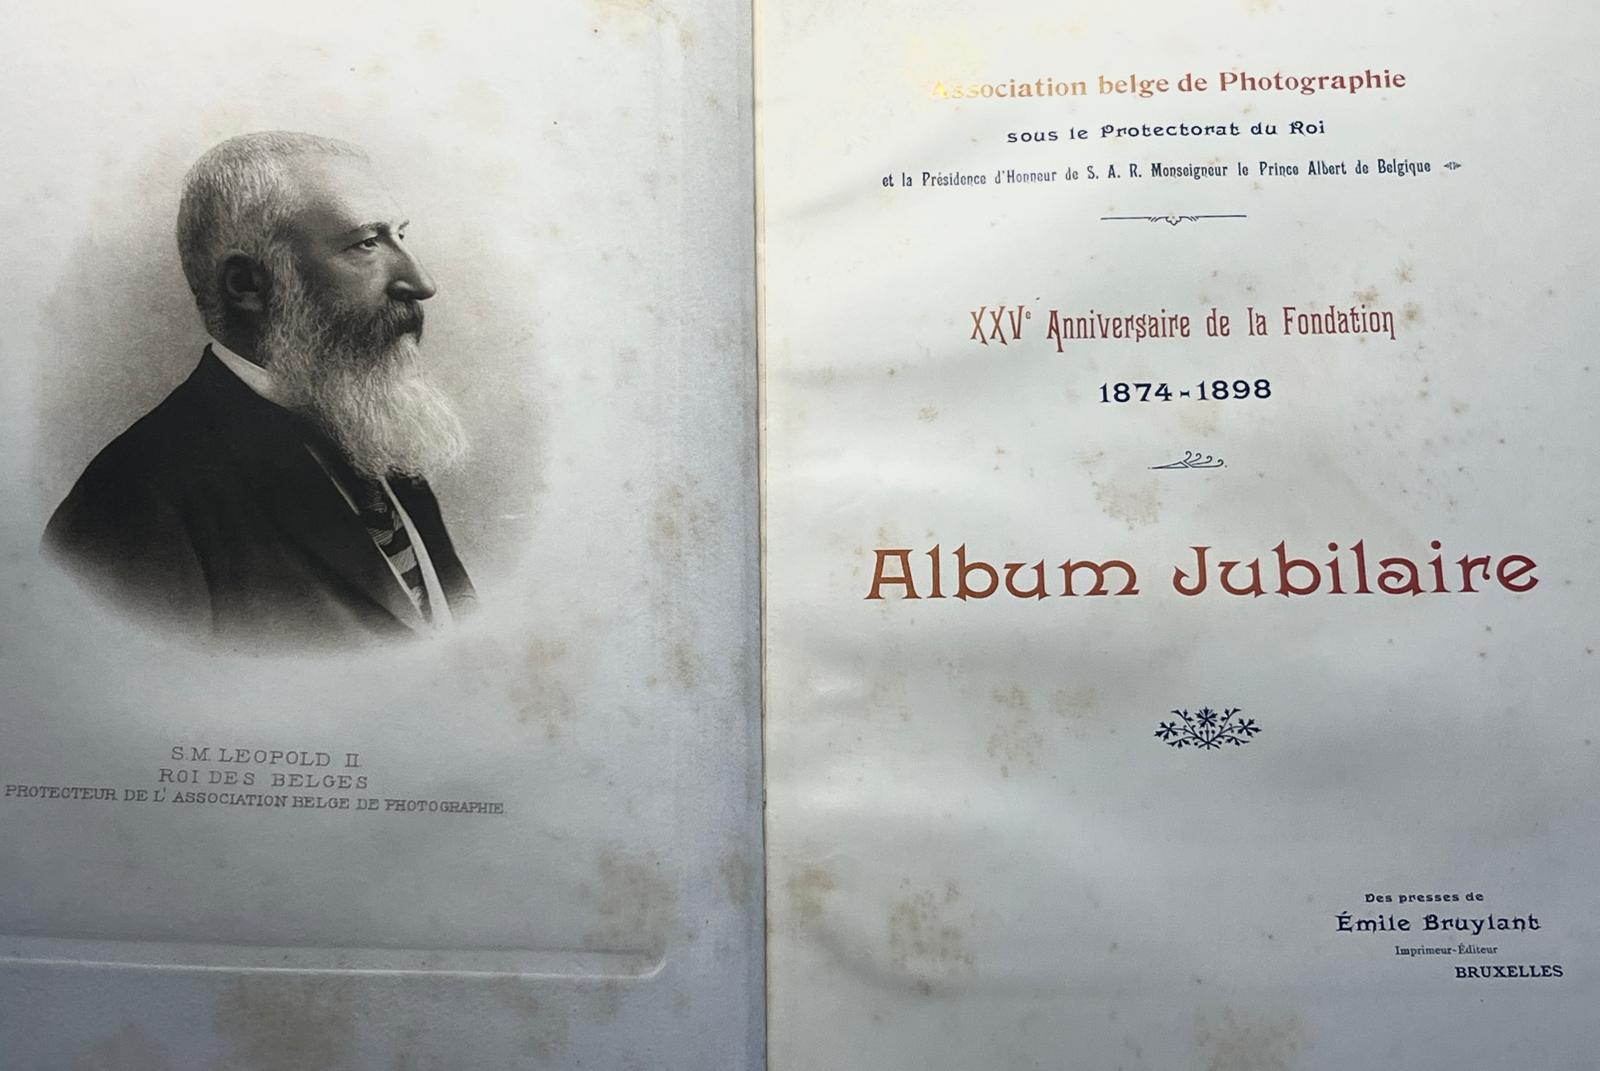 S. M. LEOPOLD II
ROI DES BELGES
PROTECTEUR DE L'ASSOCIATION BELGE DE PHOTOGRAPHIE.
Association belge de Photographie
sous le Protectorat du Roi
et la Présidence d'Honneur de S. A. R. Monseigneur le Prince Albert de Belgique
XXVe Anniversaire de la Fondation
1874-1898
Album Jubilaire
Des presses de
Émile Bruylant
Imprimeur-Éditeur
BRUXELLES